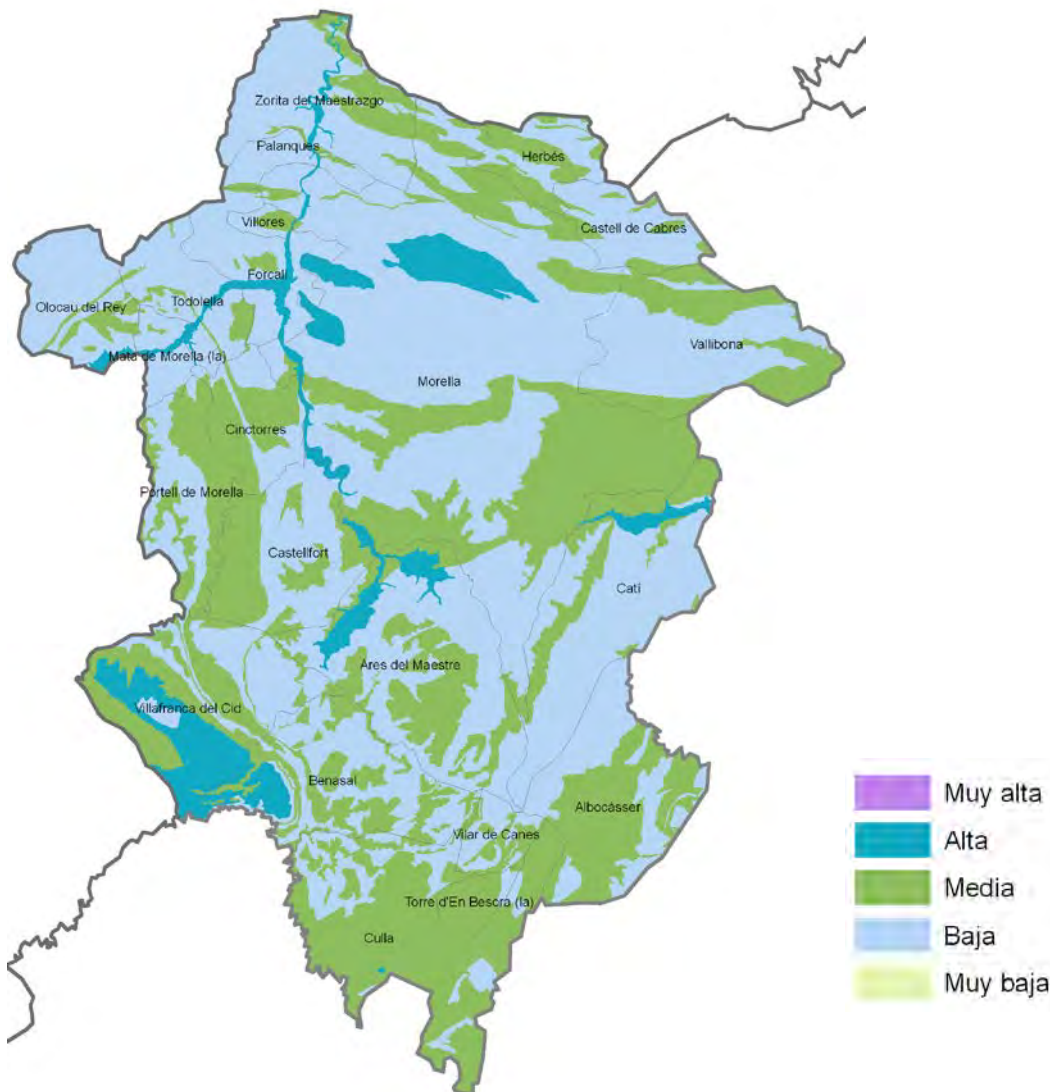 Zorita del Maestrazgo
Palanques
Herbés
Villores
Castell de Cabres
Forcall
Olocau del Rey
Todolella
Mata de Morella (la)
Vallibona
Morella
Cinctorres
Portell de Morella
Castellfort
Catí
Ares del Maestre
Villafranca del Cid
Benasal
Albocásser
Vilar de Canes
Torre d'En Besora (la)
Culla
Muy alta
Alta
Media
Baja
Muy baja